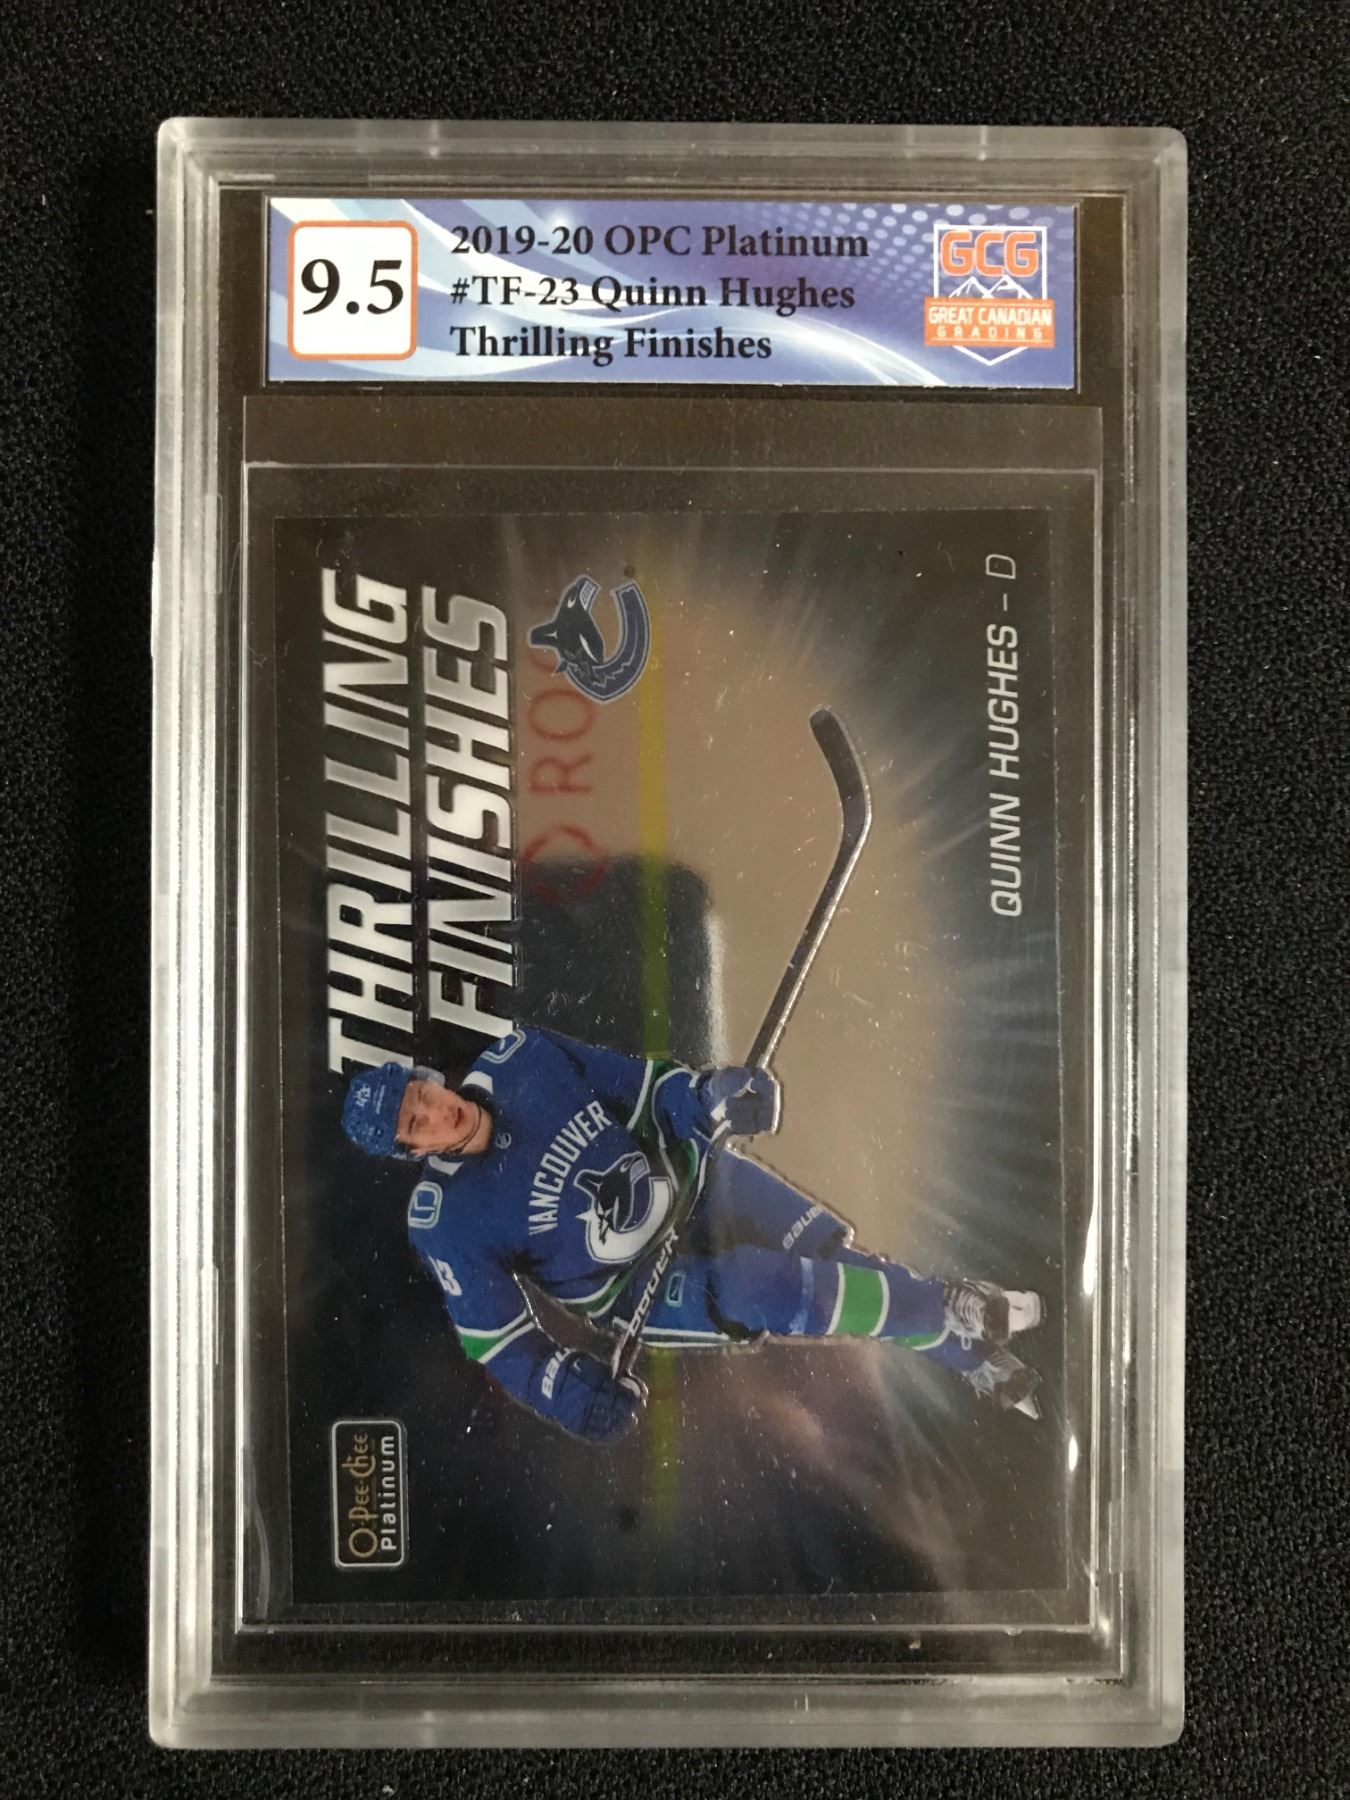 9.5
2019-20 OPC Platinum
#TF-23 Quinn Hughes
Thrilling Finishes
GCG
GREAT CANADIAN
GRADING
THRILLING
FINISHES
QUINN HUGHES - D
VANCOUVER
BAUER
O-Pee-Chee
Platinum